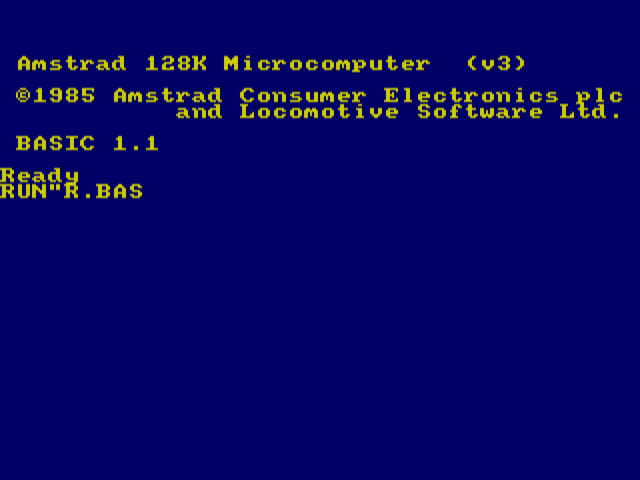 Amstrad 128K Microcomputer (v3)
©1985 Amstrad Consumer Electronics plc
and Locomotive Software Ltd.
BASIC 1.1
Ready
RUN"R.BAS